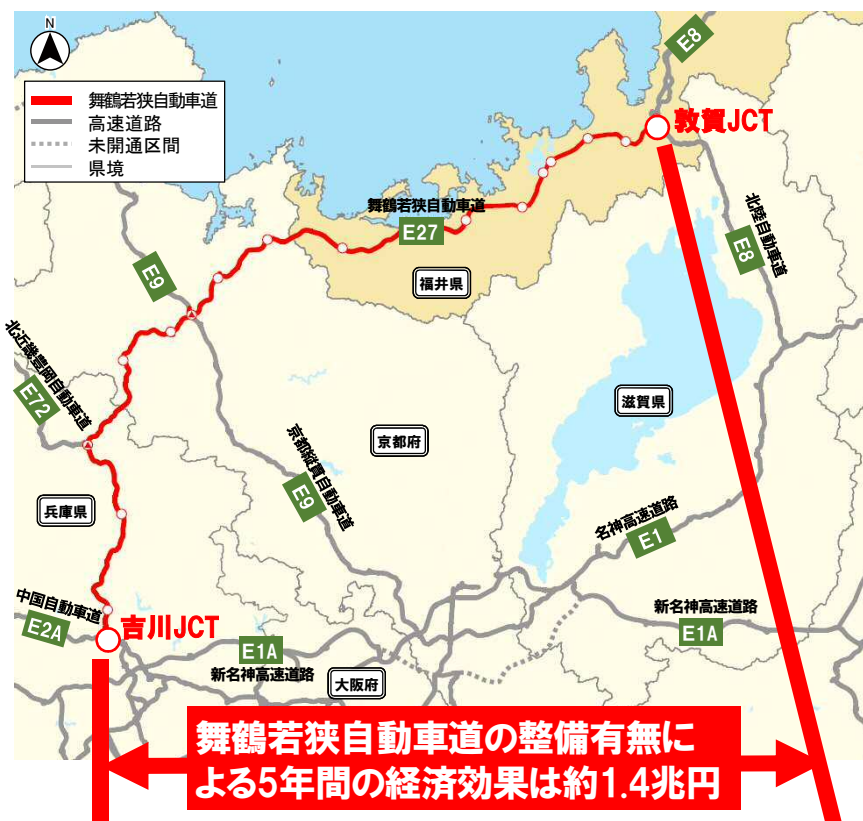 N
E8
舞鶴若狭自動車道
高速道路
未開通区間
県境
敦賀JCT
舞鶴若狭自動車道
E27
北陸自動車道
E8
福井県
E9
北近畿豊岡自動車道
E72
滋賀県
京都府
京都縦貫自動車道
E9
兵庫県
名神高速道路
E1
中国自動車道
E2A
吉川JCT
新名神高速道路
E1A
E1A
新名神高速道路
大阪府
舞鶴若狭自動車道の整備有無に
よる5年間の経済効果は約1.4兆円